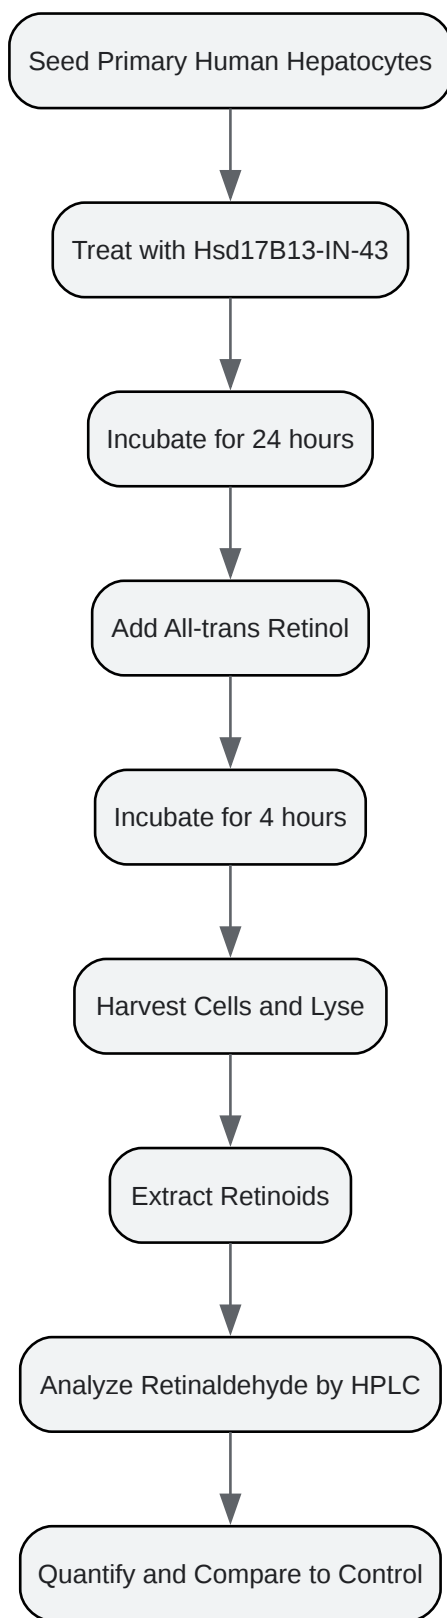 Seed Primary Human Hepatocytes
Treat with Hsd17B13-IN-43
Incubate for 24 hours
Add All-trans Retinol
Incubate for 4 hours
Harvest Cells and Lyse
Extract Retinoids
Analyze Retinaldehyde by HPLC
Quantify and Compare to Control